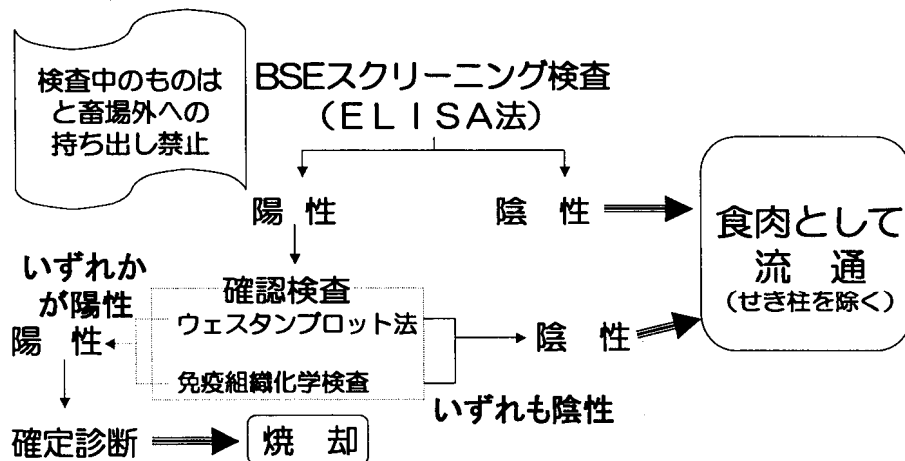 検査中のものは
と畜場外への
持ち出し禁止
BSEスクリーニング検査
(ELISA法)
陽 性
陰 性
食肉として
流 通
(せき柱を除く)
いずれか
が陽性
陽 性
確認検査
ウェスタンプロット法
免疫組織化学検査
陰 性
いずれも陰性
確定診断
焼 却